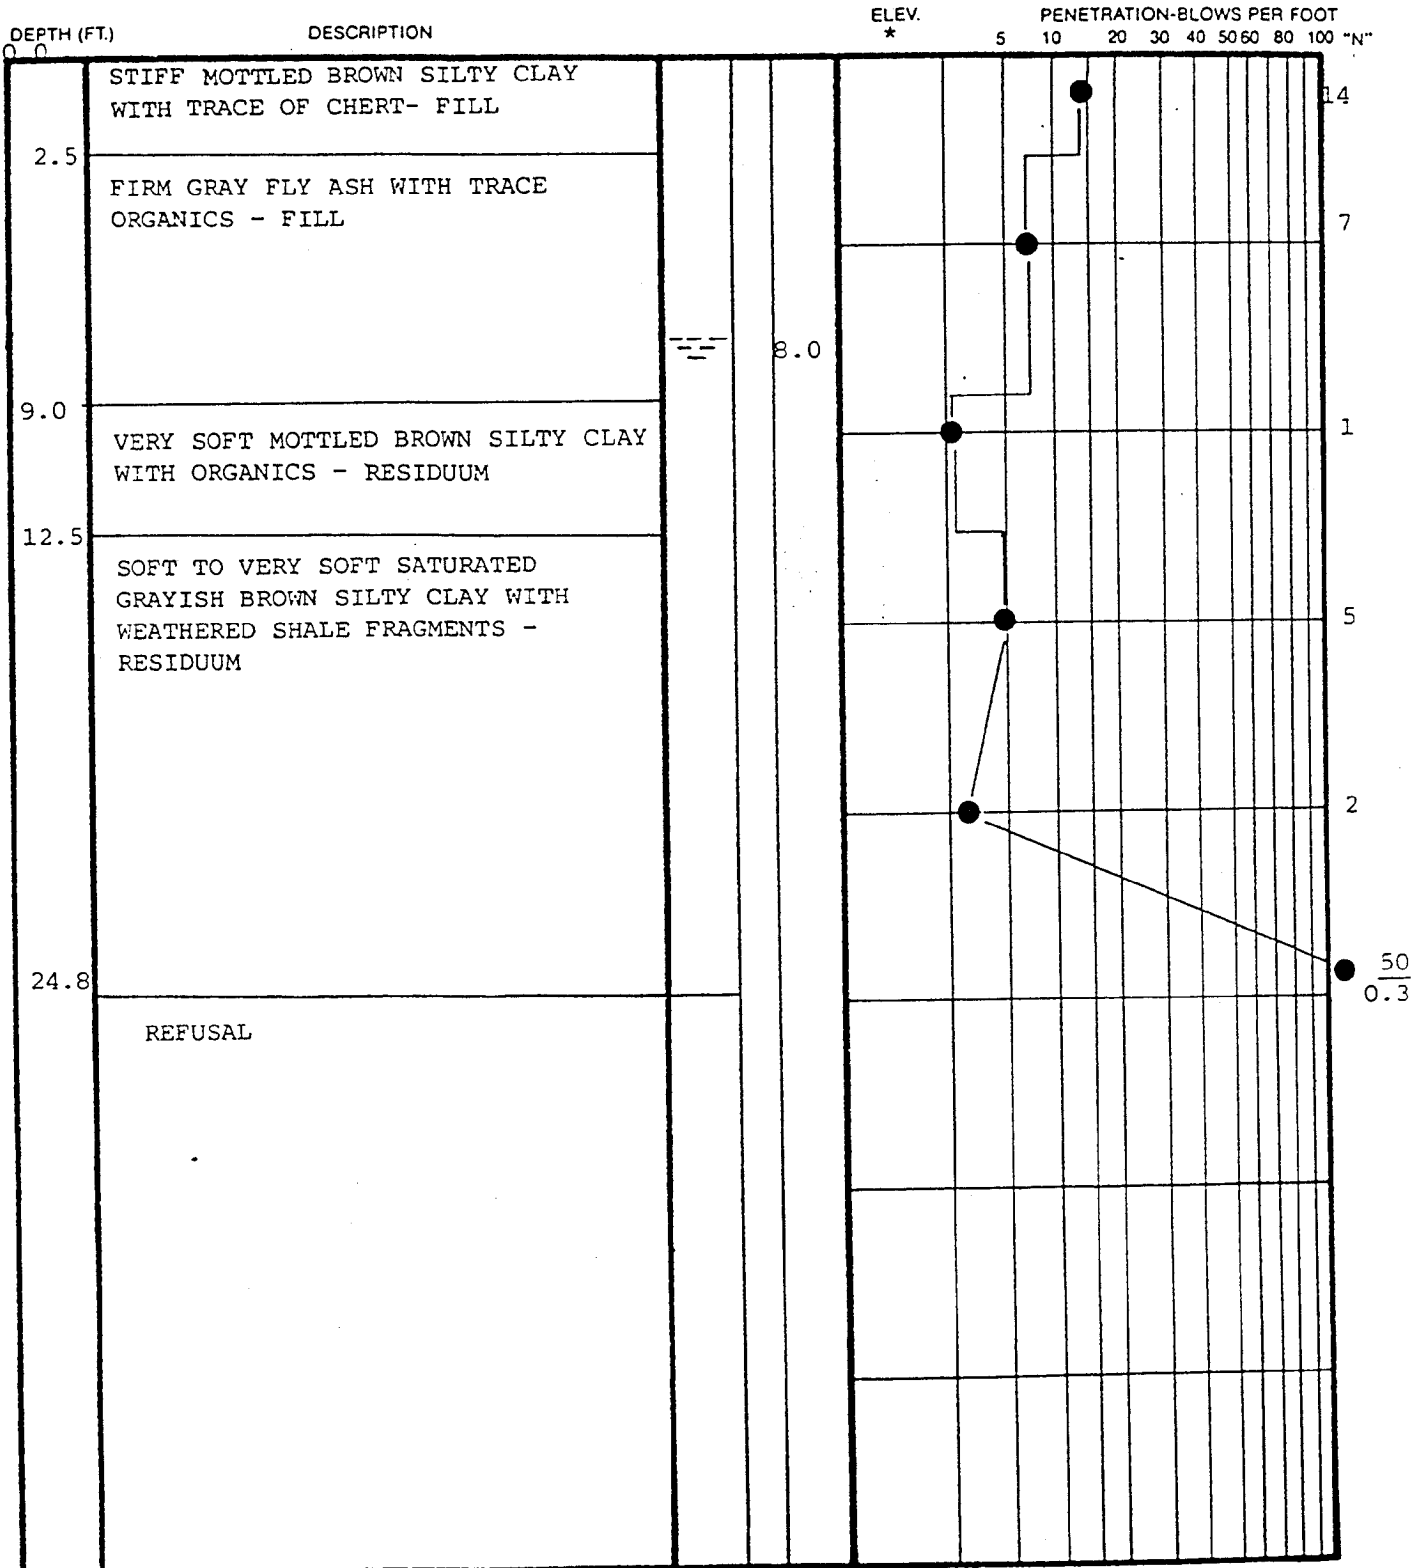 DEPTH (FT.) DESCRIPTION ELEV. PENETRATION-BLOWS PER FOOT
* 5 10 20 30 40 50 60 80 100 "N"
0.0
STIFF MOTTLED BROWN SILTY CLAY
WITH TRACE OF CHERT- FILL
14
2.5
FIRM GRAY FLY ASH WITH TRACE
ORGANICS - FILL
7
8.0
9.0
VERY SOFT MOTTLED BROWN SILTY CLAY
WITH ORGANICS - RESIDUUM
1
12.5
SOFT TO VERY SOFT SATURATED
GRAYISH BROWN SILTY CLAY WITH
WEATHERED SHALE FRAGMENTS -
RESIDUUM
5
2
24.8
50
0.3
REFUSAL